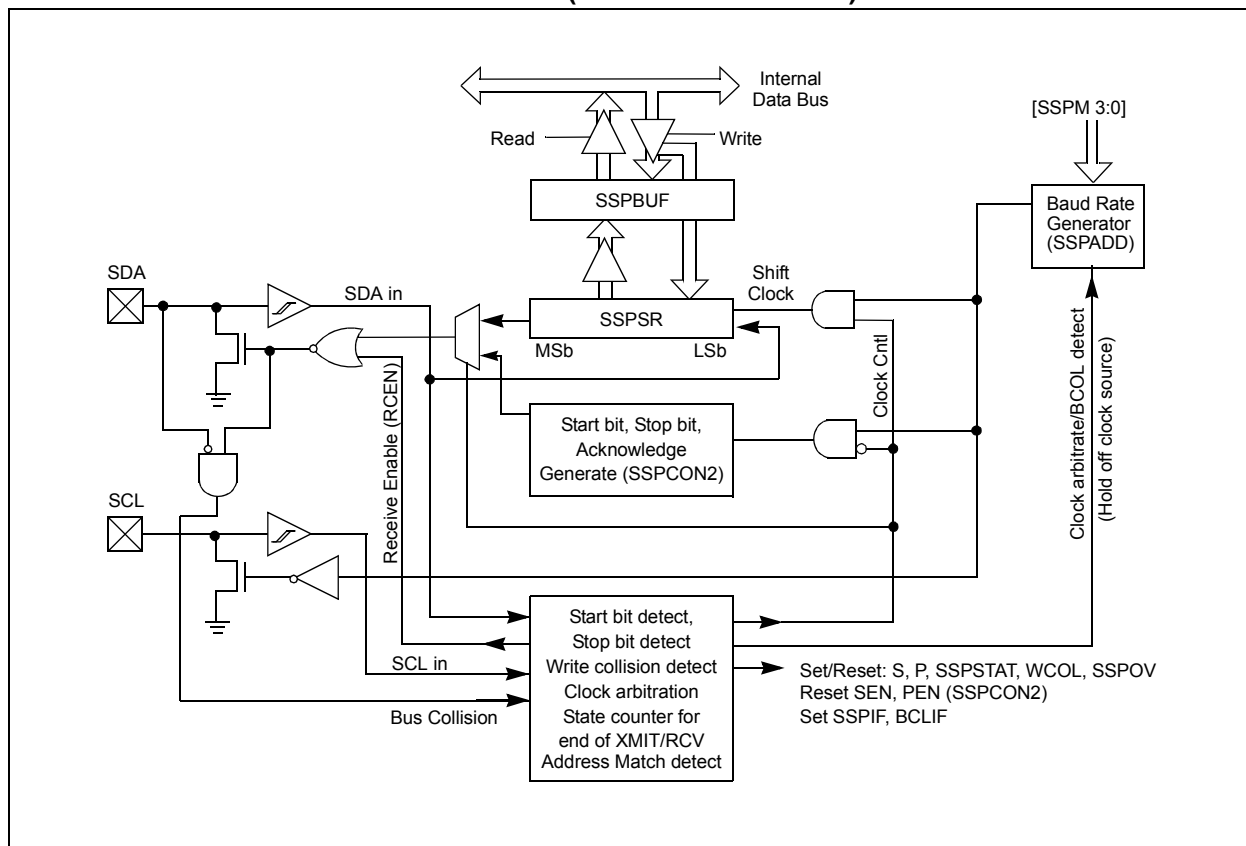 Internal
Data Bus
[SSPM 3:0]
Read
Write
SSPBUF
Baud Rate
Generator
(SSPADD)
SDA
Shift
Clock
SDA in
SSPSR
MSb
LSb
Receive Enable (RCEN)
Start bit, Stop bit,
Acknowledge
Generate (SSPCON2)
Clock Cntl
Clock arbitrate/BCOL detect
(Hold off clock source)
SCL
SCL in
Bus Collision
Start bit detect,
Stop bit detect
Write collision detect
Clock arbitration
State counter for
end of XMIT/RCV
Address Match detect
Set/Reset: S, P, SSPSTAT, WCOL, SSPOV
Reset SEN, PEN (SSPCON2)
Set SSPIF, BCLIF